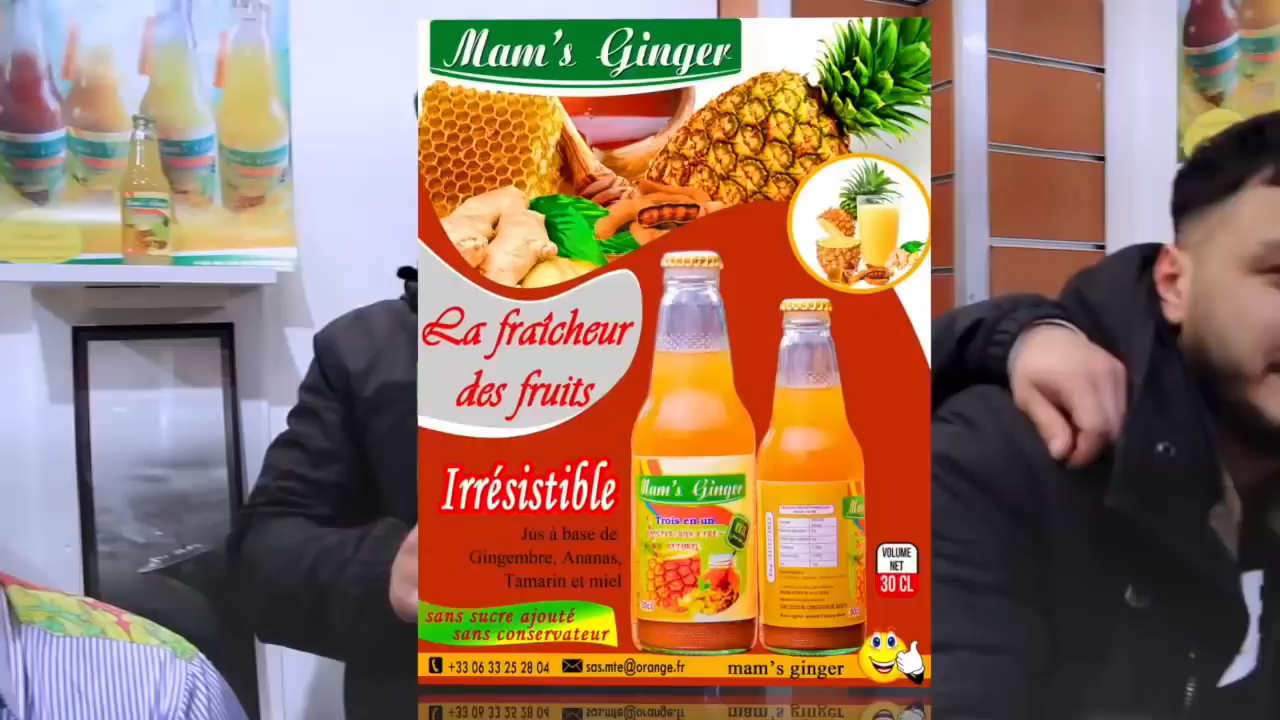 Mam's Ginger
Mam's Ginger
La fraîcheur
des fruits
Irrésistible
Jus à base de
Gingembre, Ananas,
Tamarin et miel
sans sucre ajouté
sans conservateur
Mam's Ginger
Trois en un
VOLUME
NET
30 CL
+33 06 33 25 28 04
sas.mte@orange.fr
mam's ginger